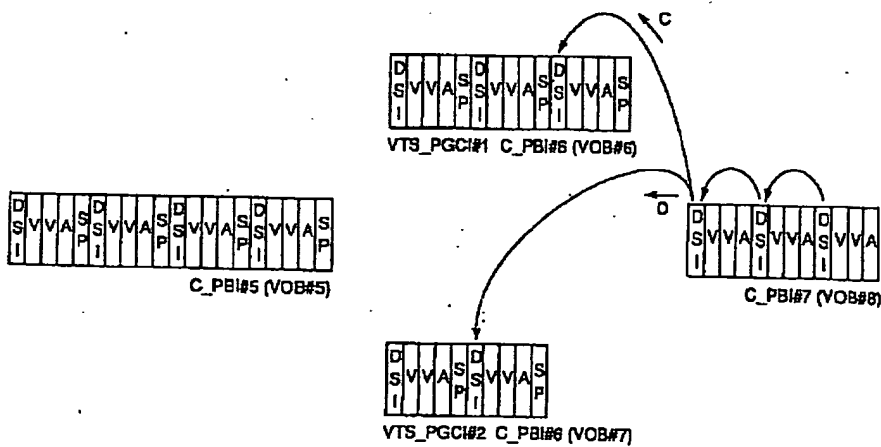 C
DSI V V A SP DSI V V A SP DSI V V A SP
VTS_PGCI#1 C_PBI#6 (VOB#6)
D
DSI V V A SP DSI V V A SP DSI V V A SP DSI V V A SP
C_PBI#5 (VOB#5)
DSI V V A DSI V V A DSI V V A
C_PBI#7 (VOB#8)
DSI V V A SP DSI V V A SP
VTS_PGCI#2 C_PBI#6 (VOB#7)